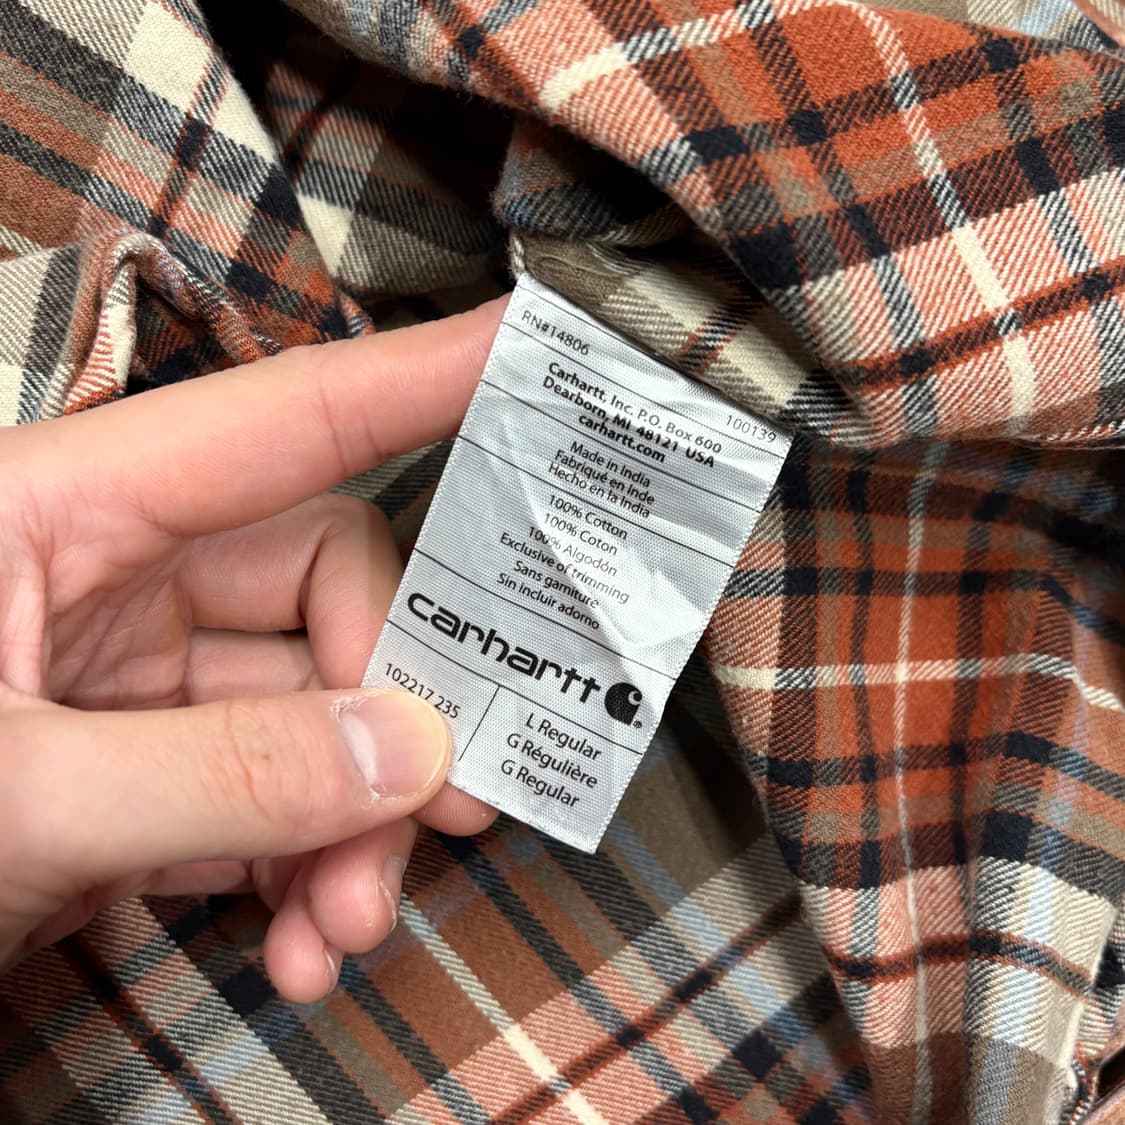 RN#14806
100139
Carhartt, Inc. P.O. Box 600
Dearborn, MI 48121 USA
carhartt.com
Made in India
Fabriqué en Inde
Hecho en la India
100% Cotton
100% Coton
100% Algodón
Exclusive of trimming
Sans garniture
Sin incluir adorno
carhartt
102217 235
L Regular
G Régulière
G Regular